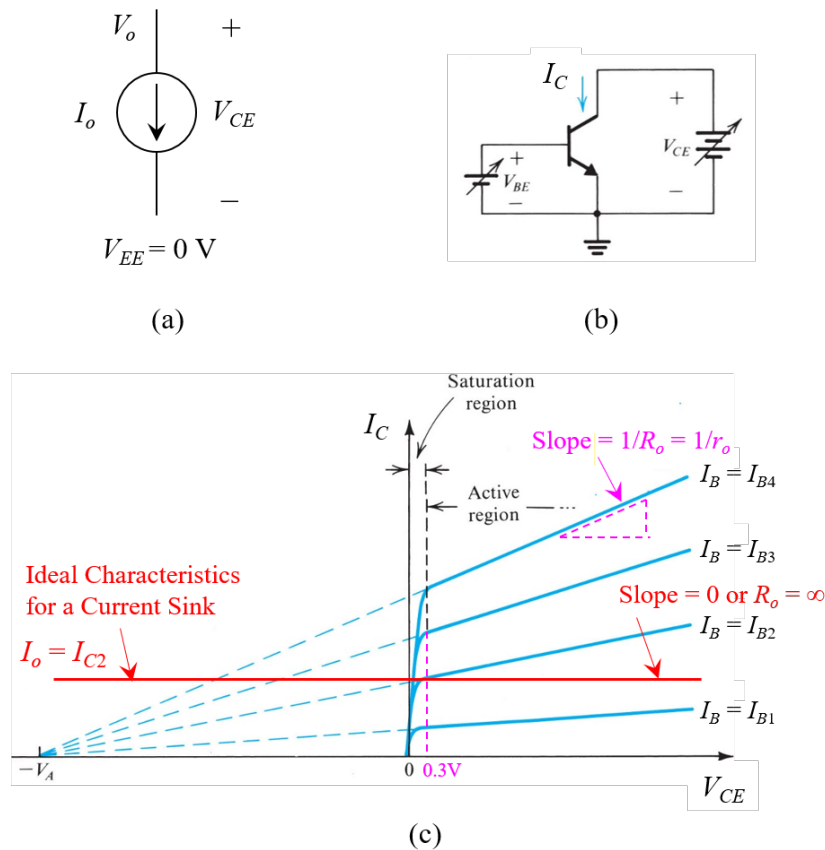 V_o +
I_o V_CE
–
V_EE = 0 V
(a)
I_C
+
V_CE
+
V_BE
–
–
(b)
Saturation
region
I_C
Slope = 1/R_o = 1/r_o
I_B = I_B4
Active
region
I_B = I_B3
Ideal Characteristics
for a Current Sink
Slope = 0 or R_o = ∞
I_B = I_B2
I_o = I_C2
I_B = I_B1
−V_A
0 0.3V
V_CE
(c)